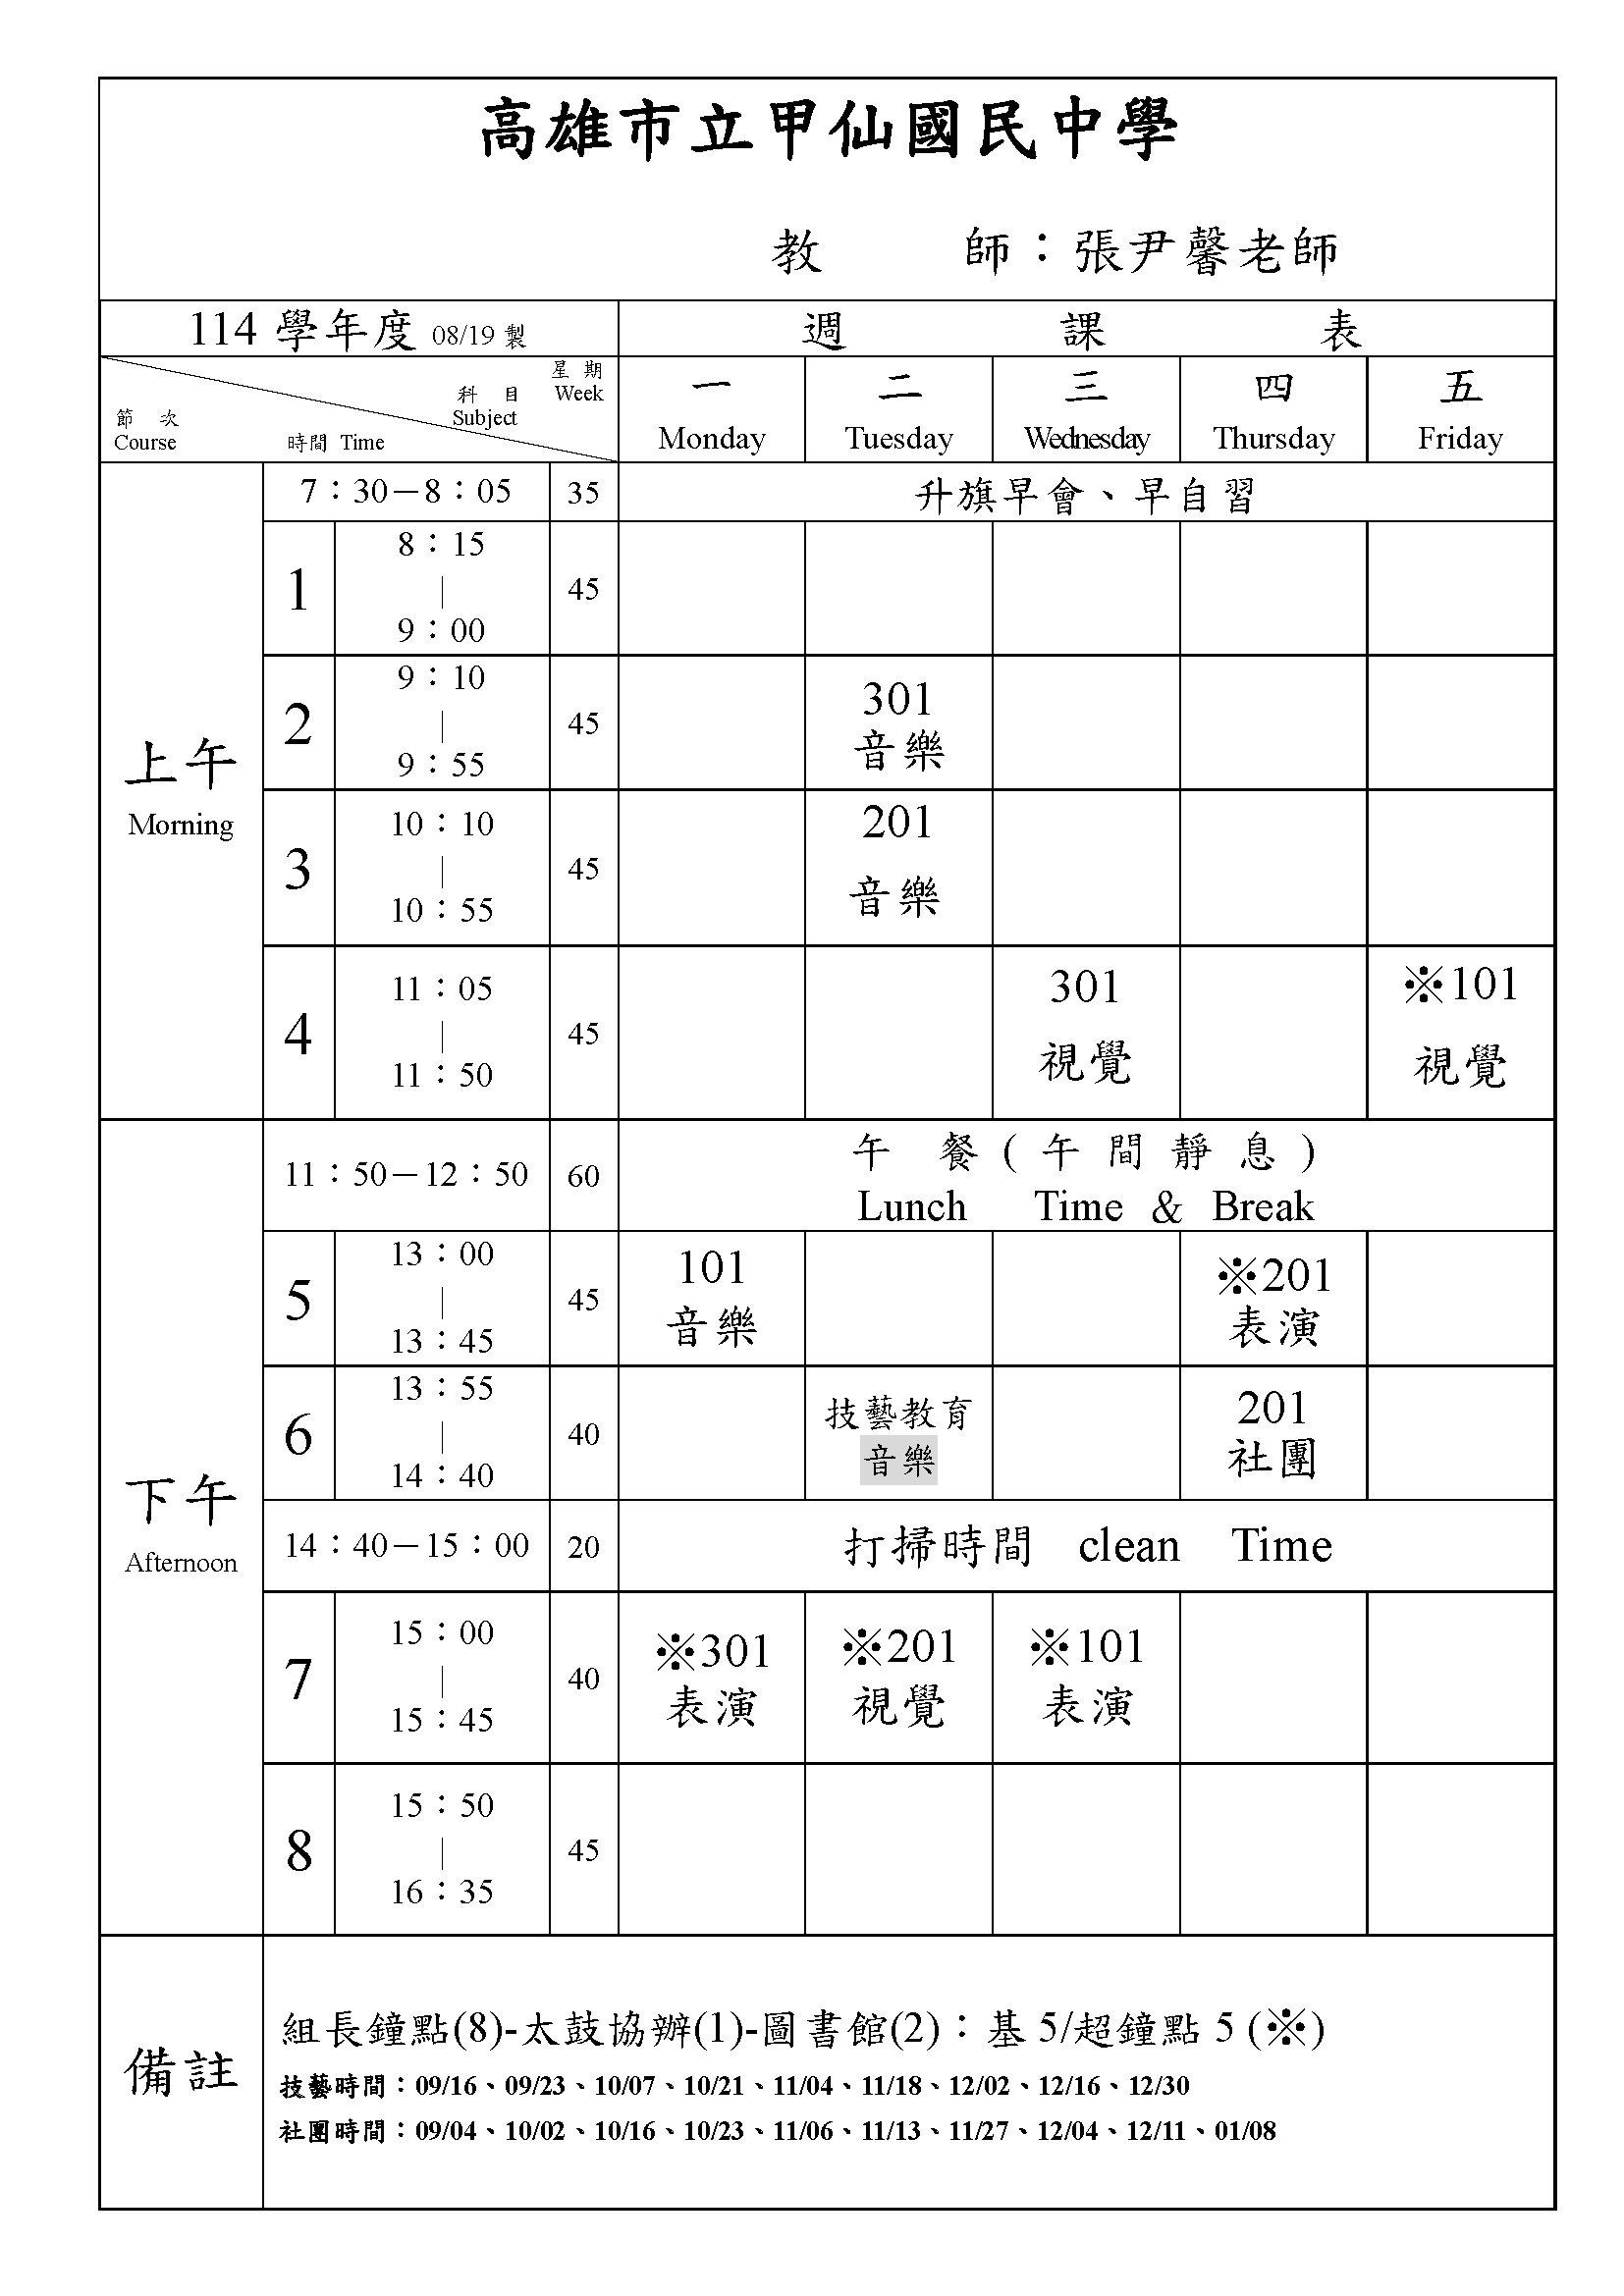 高雄市立甲仙國民中學
教 師：張尹馨老師
114 學年度 08/19 製
週 課 表
星 期
Week
科 目
Subject
節 次
Course
時間 Time
一
Monday
二
Tuesday
三
Wednesday
四
Thursday
五
Friday
上午
Morning
7：30－8：05
35
升旗早會、早自習
1
8：15
｜
9：00
45
2
9：10
｜
9：55
45
301
音樂
3
10：10
｜
10：55
45
201
音樂
4
11：05
｜
11：50
45
301
視覺
※101
視覺
下午
Afternoon
11：50－12：50
60
午 餐 ( 午 間 靜 息 )
Lunch Time & Break
5
13：00
｜
13：45
45
101
音樂
※201
表演
6
13：55
｜
14：40
40
技藝教育
音樂
201
社團
14：40－15：00
20
打掃時間 clean Time
7
15：00
｜
15：45
40
※301
表演
※201
視覺
※101
表演
8
15：50
｜
16：35
45
備註
組長鐘點(8)-太鼓協辦(1)-圖書館(2)：基 5/超鐘點 5 (※)
技藝時間：09/16、09/23、10/07、10/21、11/04、11/18、12/02、12/16、12/30
社團時間：09/04、10/02、10/16、10/23、11/06、11/13、11/27、12/04、12/11、01/08